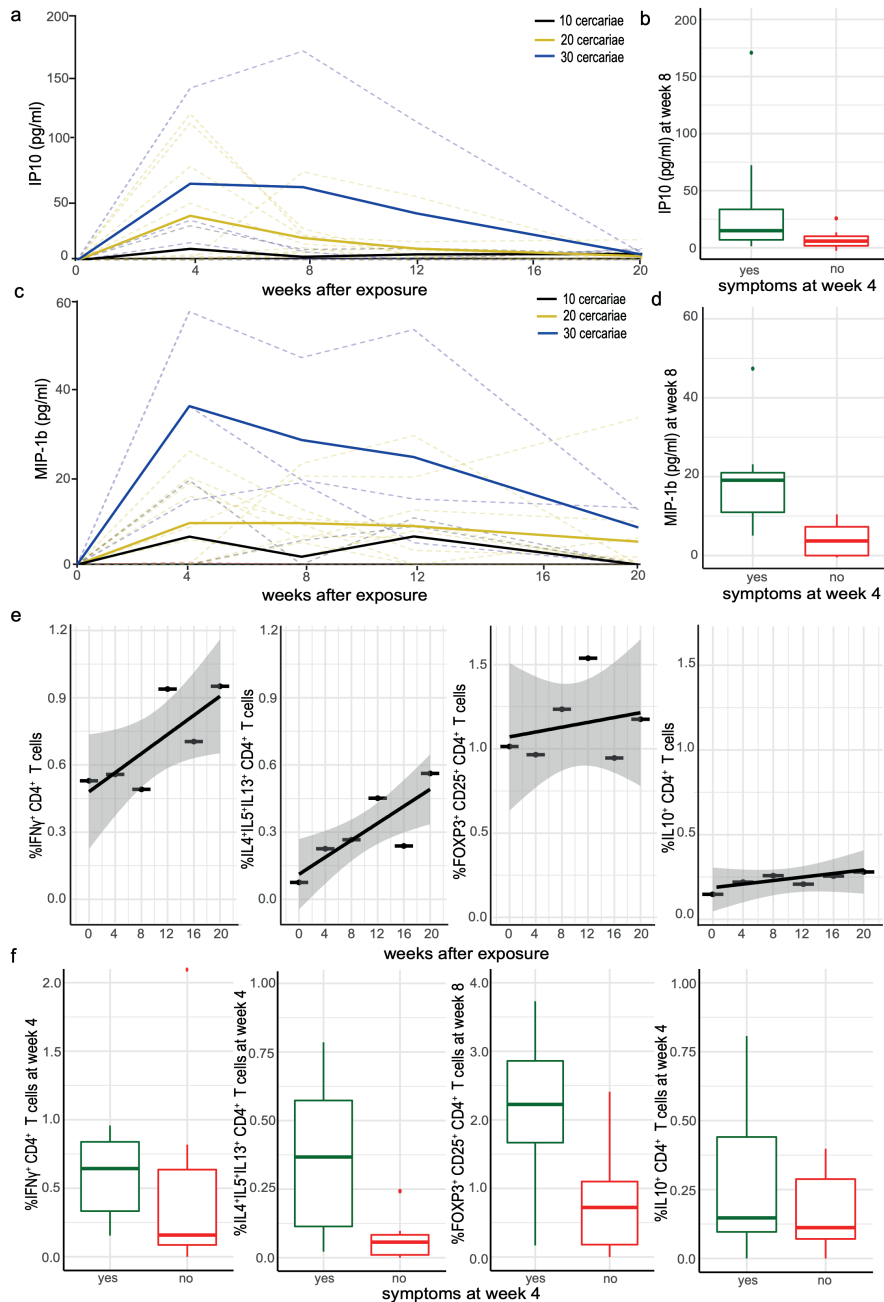 a
IP10 (pg/ml)
200
150
100
50
0
0 4 8 12 16 20
weeks after exposure
10 cercariae
20 cercariae
30 cercariae
b
IP10 (pg/ml) at week 8
200
150
100
50
0
yes no
symptoms at week 4
c
MIP-1b (pg/ml)
60
40
20
0
0 4 8 12 16 20
weeks after exposure
10 cercariae
20 cercariae
30 cercariae
d
MIP-1b (pg/ml) at week 8
60
40
20
0
yes no
symptoms at week 4
e
%IFNγ⁺ CD4⁺ T cells
1.2
0.9
0.6
0.3
0.0
0 4 8 12 16 20
%IL4⁺IL5⁺IL13⁺ CD4⁺ T cells
1.2
0.9
0.6
0.3
0.0
0 4 8 12 16 20
%FOXP3⁺ CD25⁺ CD4⁺ T cells
1.5
1.0
0.5
0.0
0 4 8 12 16 20
%IL10⁺ CD4⁺ T cells
1.5
1.0
0.5
0.0
0 4 8 12 16 20
weeks after exposure
f
%IFNγ⁺ CD4⁺ T cells at week 4
2.0
1.5
1.0
0.5
0.0
yes no
%IL4⁺IL5⁺IL13⁺ CD4⁺ T cells at week 4
1.00
0.75
0.50
0.25
0.0
yes no
%FOXP3⁺ CD25⁺ CD4⁺ T cells at week 8
4.0
3.0
2.0
1.0
0.0
yes no
%IL10⁺ CD4⁺ T cells at week 4
1.00
0.75
0.50
0.25
0.0
yes no
symptoms at week 4